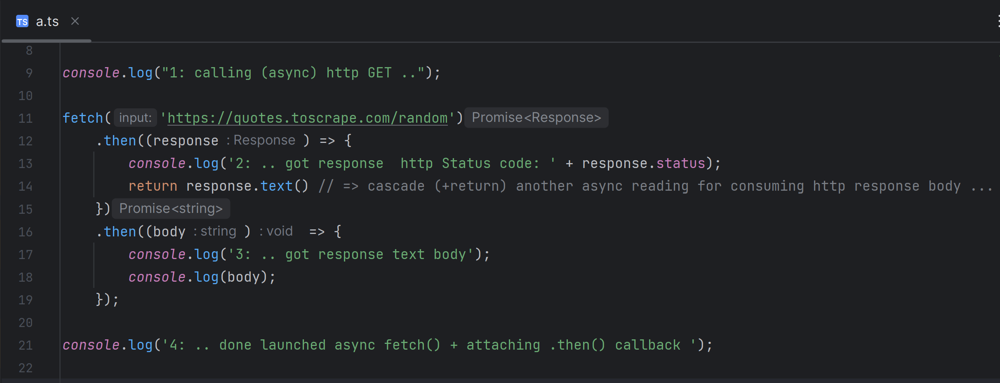 TS a.ts ×
8
9 console.log("1: calling (async) http GET ..");
10
11 fetch( input: 'https://quotes.toscrape.com/random') Promise<Response>
12     .then((response : Response ) => {
13         console.log('2: .. got response  http Status code: ' + response.status);
14         return response.text() // => cascade (+return) another async reading for consuming http response body ...
15     }) Promise<string>
16     .then((body : string ) : void  => {
17         console.log('3: .. got response text body');
18         console.log(body);
19     });
20
21 console.log('4: .. done launched async fetch() + attaching .then() callback ');
22